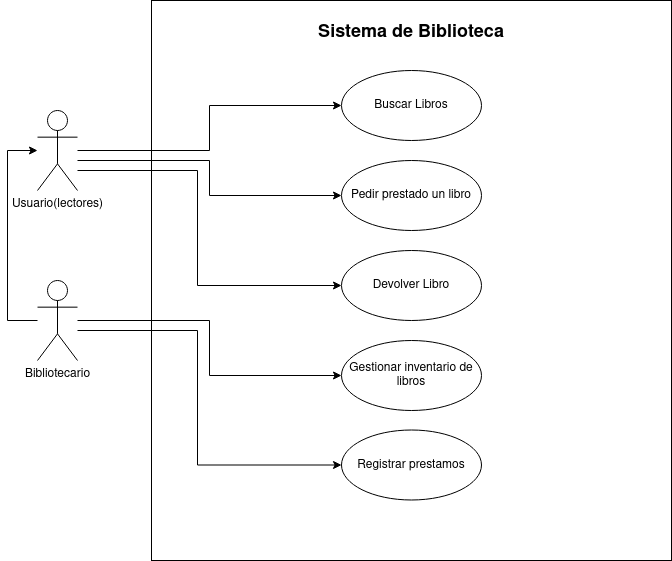 Sistema de Biblioteca
Buscar Libros
Pedir prestado un libro
Usuario(lectores)
Devolver Libro
Gestionar inventario de
libros
Bibliotecario
Registrar prestamos